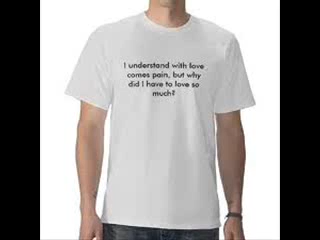 I understand with love
comes pain, but why
did I have to love so
much?